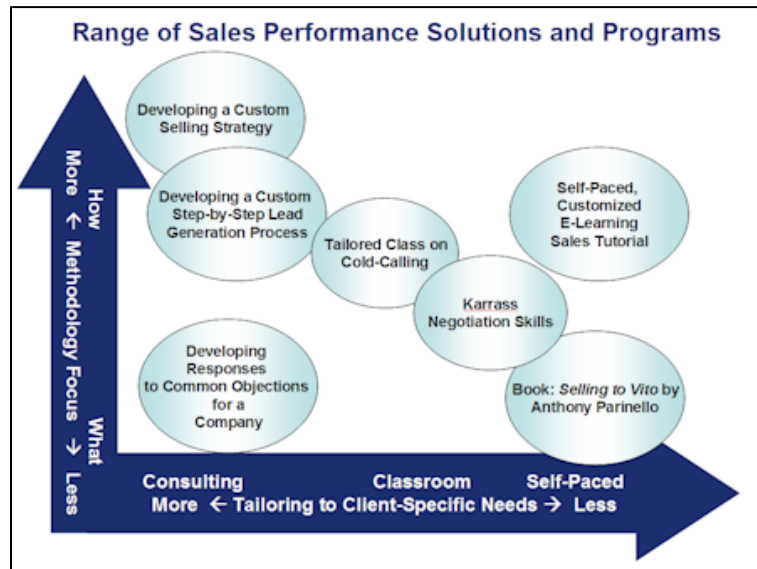 Range of Sales Performance Solutions and Programs
Developing a Custom
Selling Strategy
Developing a Custom
Step-by-Step Lead
Generation Process
Tailored Class on
Cold-Calling
Self-Paced,
Customized
E-Learning
Sales Tutorial
Karrass
Negotiation Skills
Developing
Responses
to Common Objections
for a
Company
Book: Selling to Vito by
Anthony Parinello
How
What
More ← Methodology Focus → Less
Consulting
Classroom
Self-Paced
More ← Tailoring to Client-Specific Needs → Less